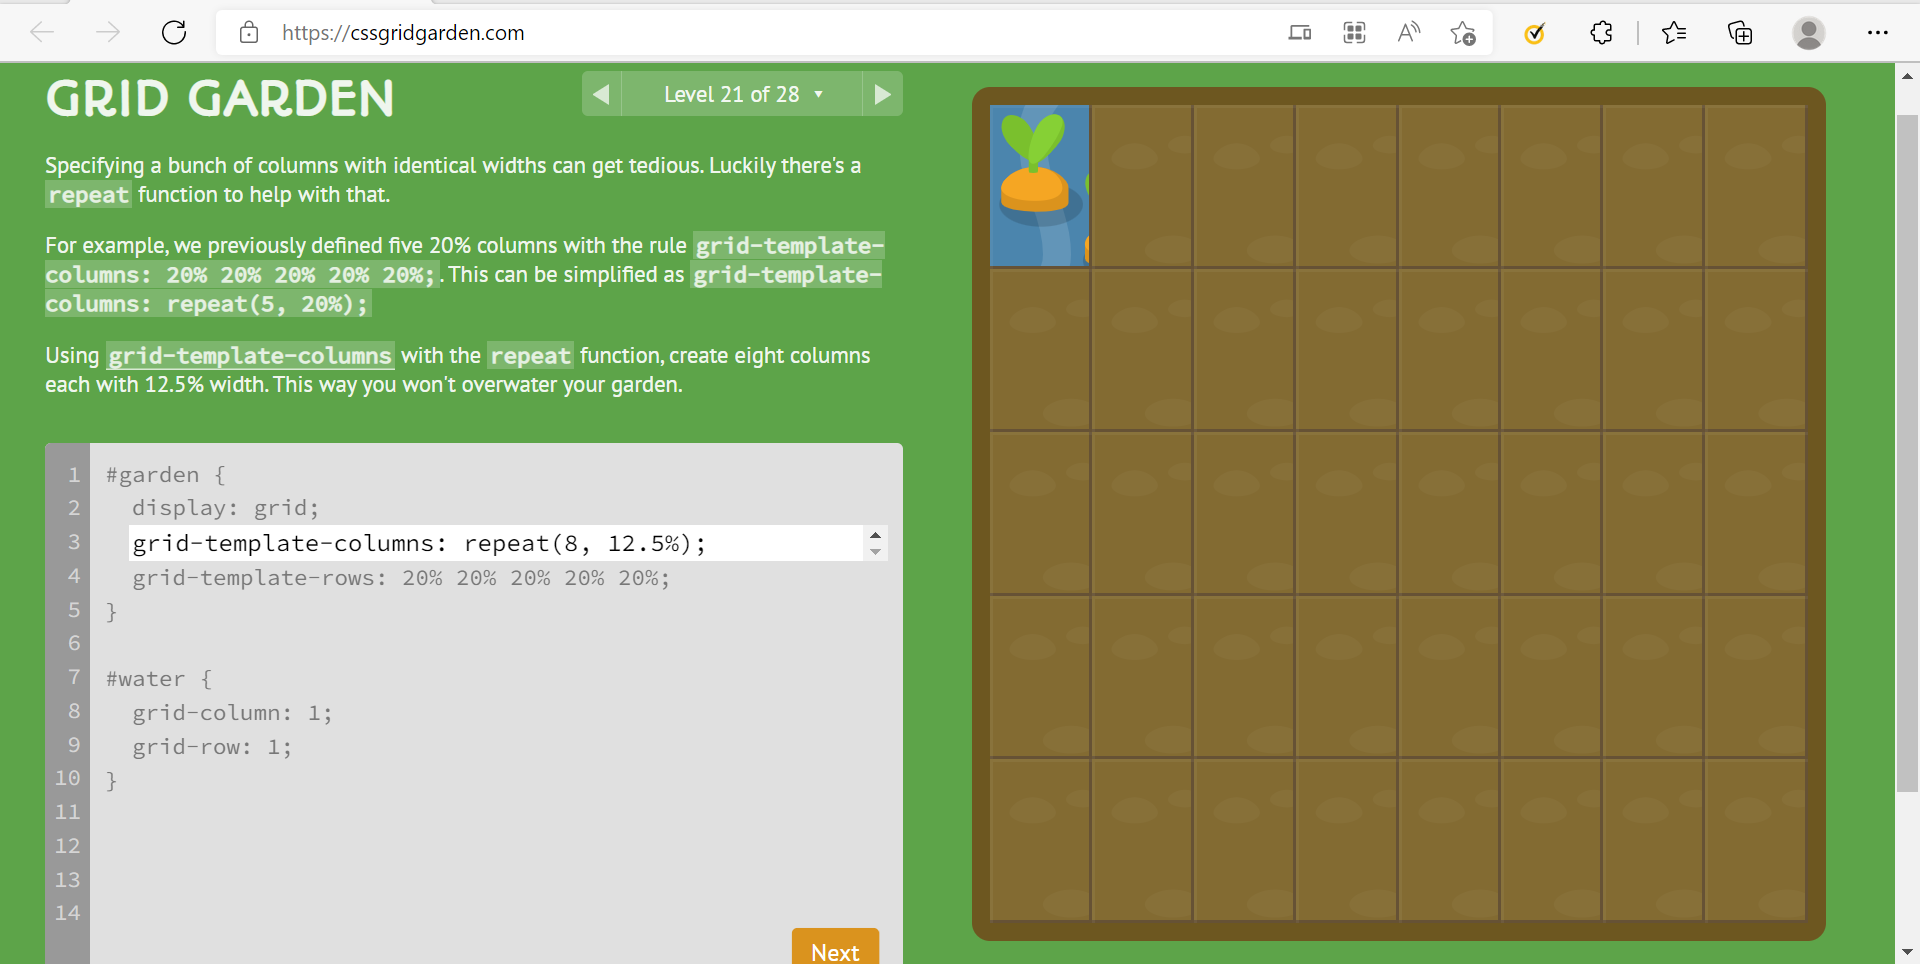 https://cssgridgarden.com
GRID GARDEN
Level 21 of 28
Specifying a bunch of columns with identical widths can get tedious. Luckily there's a
repeat function to help with that.
For example, we previously defined five 20% columns with the rule grid-template-
columns: 20% 20% 20% 20% 20%;. This can be simplified as grid-template-
columns: repeat(5, 20%);
Using grid-template-columns with the repeat function, create eight columns
each with 12.5% width. This way you won't overwater your garden.
1 #garden {
2 display: grid;
3 grid-template-columns: repeat(8, 12.5%);
4 grid-template-rows: 20% 20% 20% 20% 20%;
5 }
6
7 #water {
8 grid-column: 1;
9 grid-row: 1;
10 }
11
12
13
14
Next